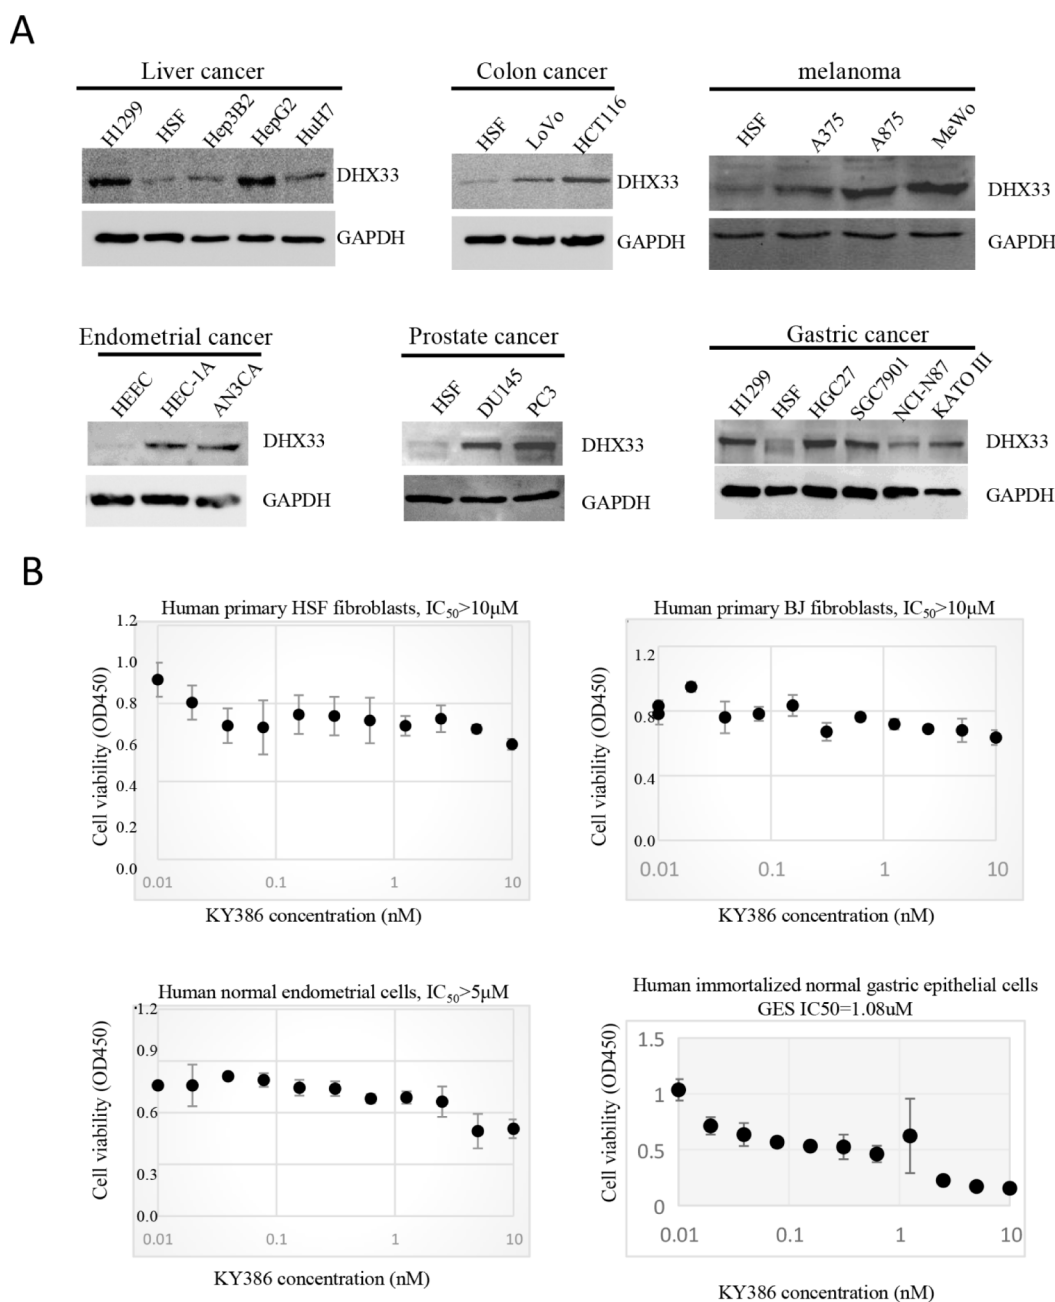 A
Liver cancer
H1299 HSF Hep3B2 HepG2 HuH7
DHX33
GAPDH
Colon cancer
HSF LoVo HCT116
DHX33
GAPDH
melanoma
HSF A375 A875 MeWo
DHX33
GAPDH
Endometrial cancer
HEEC HEC-1A AN3CA
DHX33
GAPDH
Prostate cancer
HSF DU145 PC3
DHX33
GAPDH
Gastric cancer
H1299 HSF HGC27 SGC7901 NCI-N87 KATO III
DHX33
GAPDH
B
Human primary HSF fibroblasts, IC50>10μM
Cell viability (OD450)
1.2
1.0
0.8
0.6
0.4
0.2
0.0
0.01 0.1 1 10
KY386 concentration (nM)
Human primary BJ fibroblasts, IC50>10μM
Cell viability (OD450)
1.2
0.8
0.4
0.0
0.01 0.1 1 10
KY386 concentration (nM)
Human normal endometrial cells, IC50>5μM
Cell viability (OD450)
1.2
0.9
0.6
0.3
0.0
0.01 0.1 1 10
KY386 concentration (nM)
Human immortalized normal gastric epithelial cells
GES IC50=1.08uM
Cell viability (OD450)
1.5
1
0.5
0
0.01 0.1 1 10
KY386 concentration (nM)